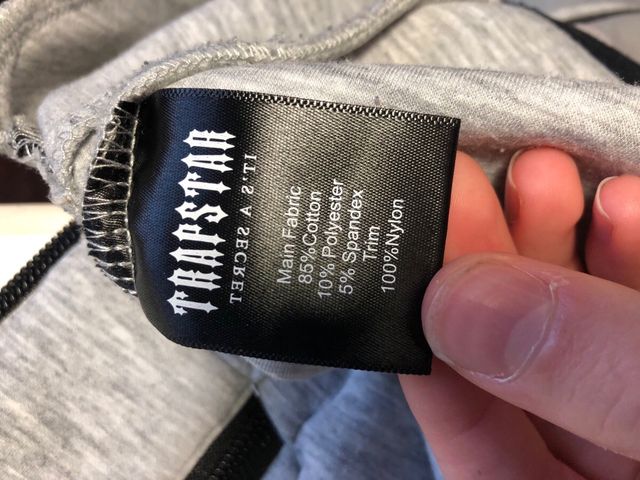 TRAPSTAR
IT'S A SECRET
Main Fabric
85%Cotton
10% Polyester
5% Spandex
Trim
100%Nylon